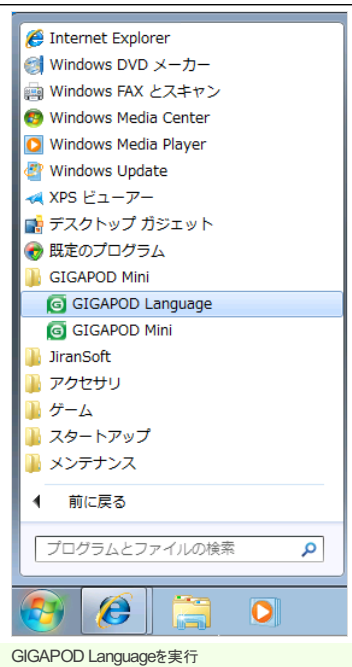 Internet Explorer
Windows DVD メーカー
Windows FAX とスキャン
Windows Media Center
Windows Media Player
Windows Update
XPS ビューアー
デスクトップ ガジェット
既定のプログラム
GIGAPOD Mini
GIGAPOD Language
GIGAPOD Mini
JiranSoft
アクセサリ
ゲーム
スタートアップ
メンテナンス
前に戻る
プログラムとファイルの検索
GIGAPOD Languageを実行